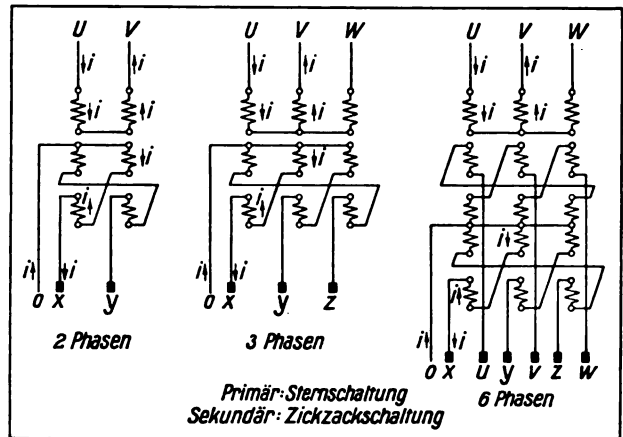 U V U V W U V W
i i i i i i
i i i i i i
i i i
i i i
i i i i i i
o x y o x y z o x u y v z w
2 Phasen 3 Phasen 6 Phasen
Primär: Sternschaltung
Sekundär: Zickzackschaltung